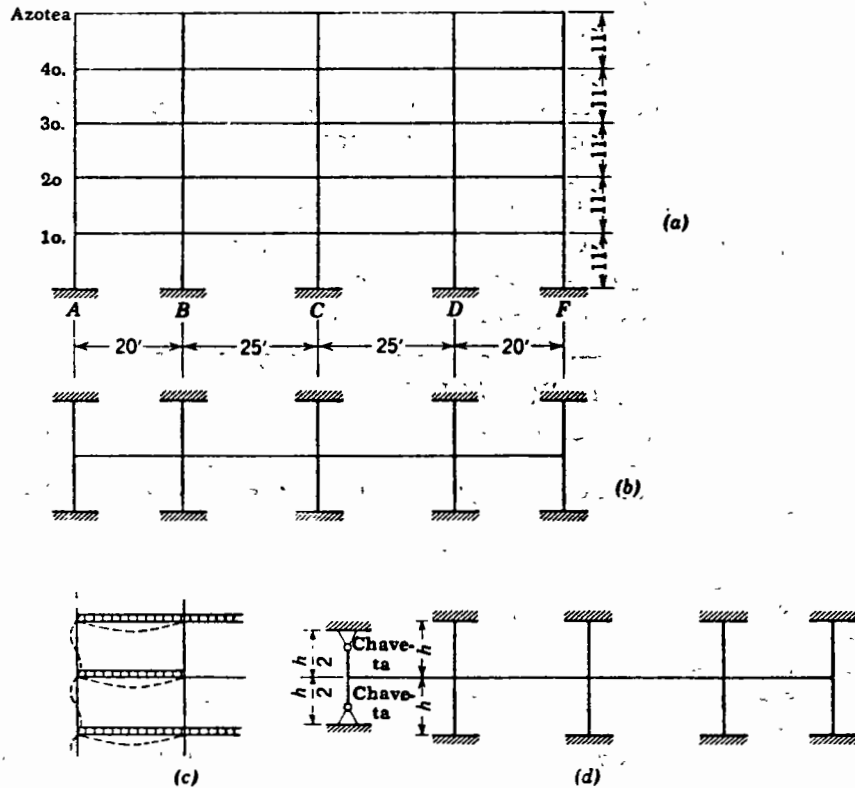 Azotea
4o.
3o.
2o
1o.
11'
11'
11'
11'
11'
(a)
A B C D F
20' 25' 25' 20'
(b)
h
2
h
2
Chave-
ta
Chave-
ta
h
h
(c)
(d)